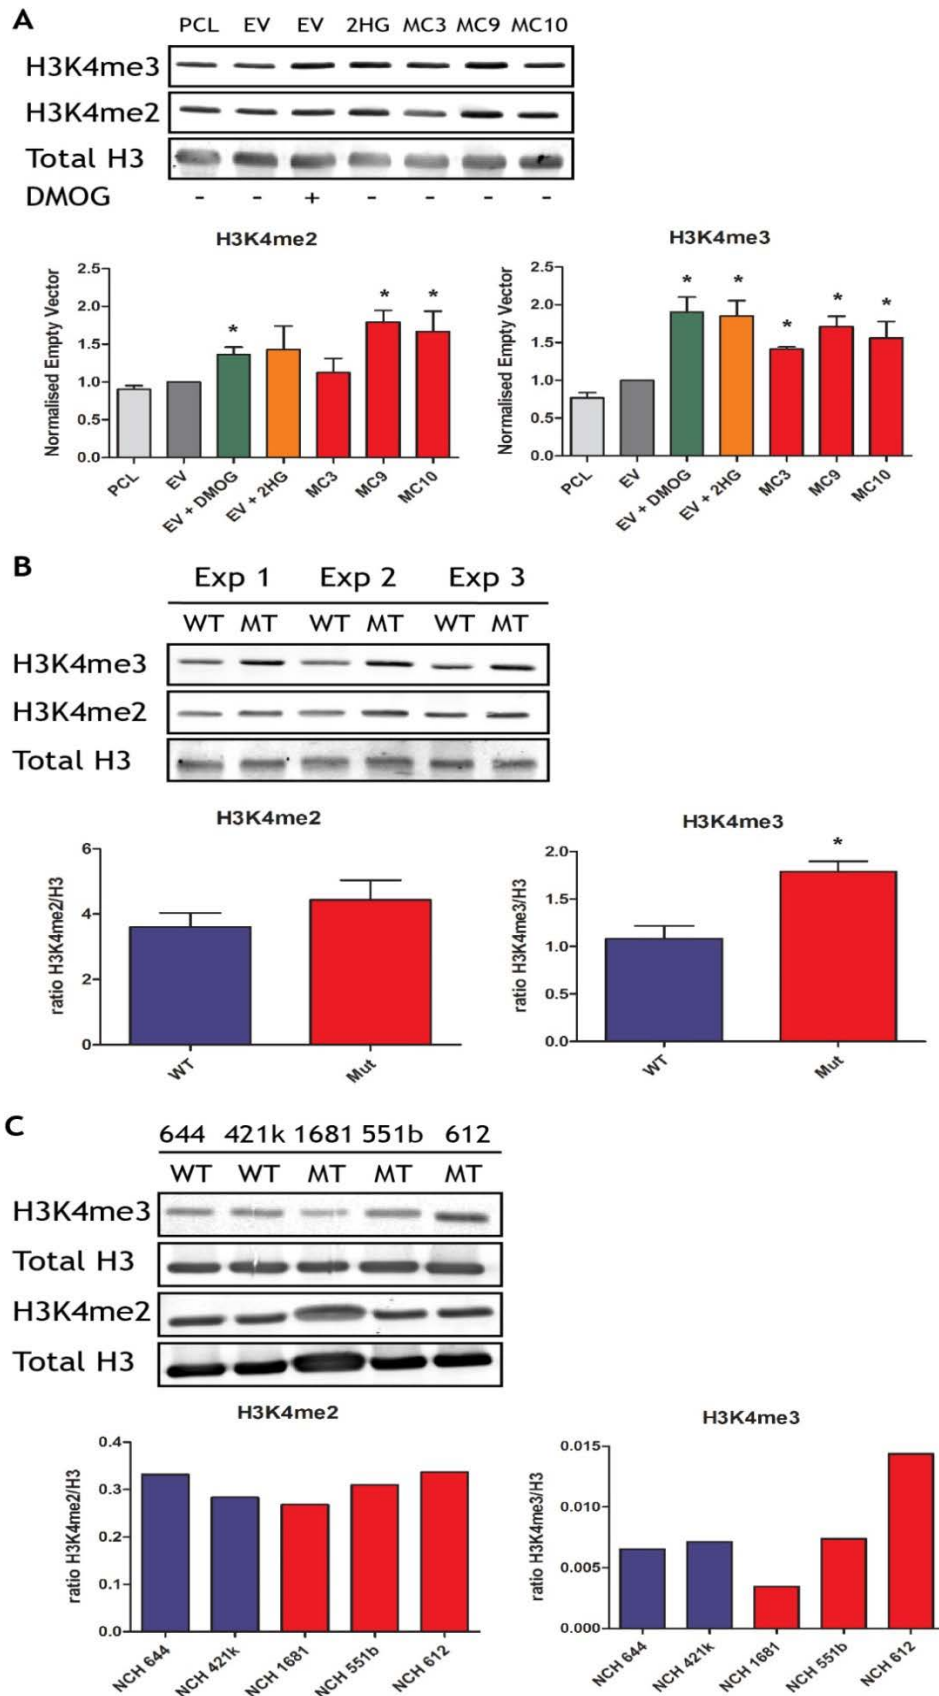 A
PCL EV EV 2HG MC3 MC9 MC10
H3K4me3
H3K4me2
Total H3
DMOG - - + - - - -
H3K4me2
Normalised Empty Vector
2.5
2.0
1.5
1.0
0.5
0.0
* * *
PCL EV EV + DMOG EV + 2HG MC3 MC9 MC10
H3K4me3
Normalised Empty Vector
2.5
2.0
1.5
1.0
0.5
0.0
* * * * *
PCL EV EV + DMOG EV + 2HG MC3 MC9 MC10
B
Exp 1 Exp 2 Exp 3
WT MT WT MT WT MT
H3K4me3
H3K4me2
Total H3
H3K4me2
ratio H3K4me2/H3
6
4
2
0
WT Mut
H3K4me3
ratio H3K4me3/H3
2.0
1.5
1.0
0.5
0.0
*
WT Mut
C
644 421k 1681 551b 612
WT WT MT MT MT
H3K4me3
Total H3
H3K4me2
Total H3
H3K4me2
ratio H3K4me2/H3
0.4
0.3
0.2
0.1
0.0
NCH 644 NCH 421k NCH 1681 NCH 551b NCH 612
H3K4me3
ratio H3K4me3/H3
0.015
0.010
0.005
0.000
NCH 644 NCH 421k NCH 1681 NCH 551b NCH 612